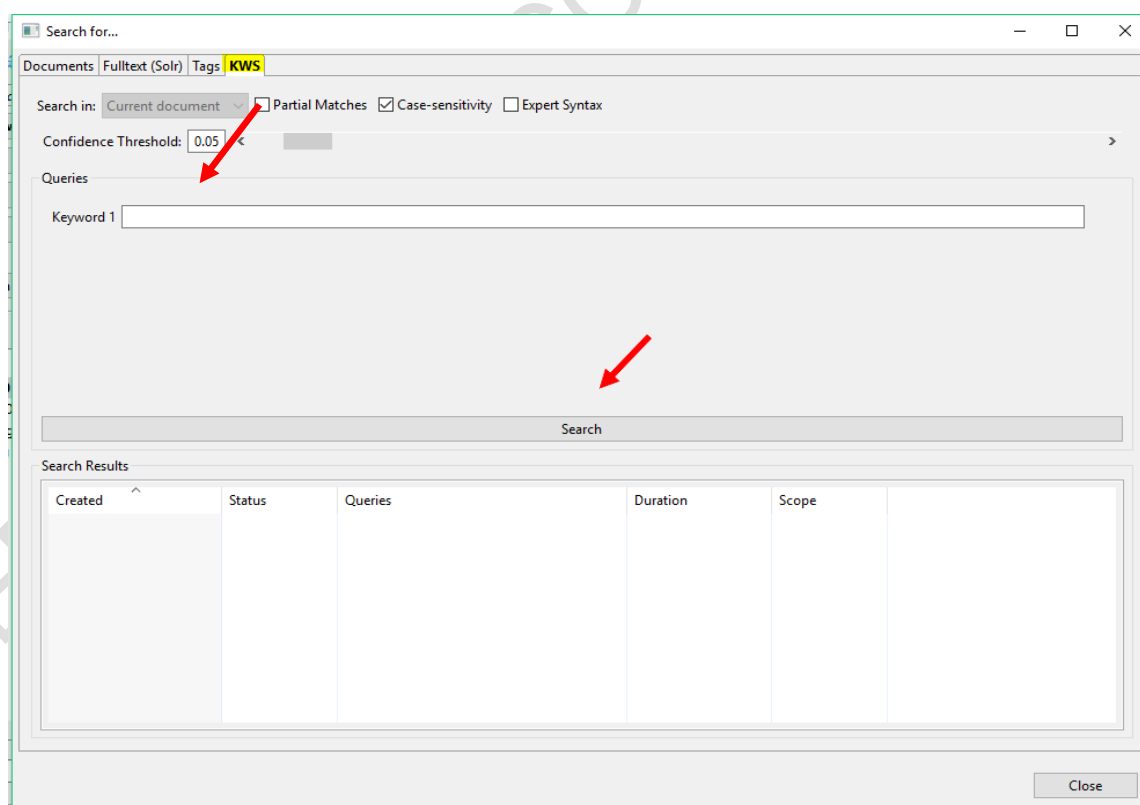 Search for...
Documents Fulltext (Solr) Tags KWS
Search in: Current document Partial Matches Case-sensitivity Expert Syntax
Confidence Threshold: 0.05
Queries
Keyword 1
Search
Search Results
Created Status Queries Duration Scope
Close